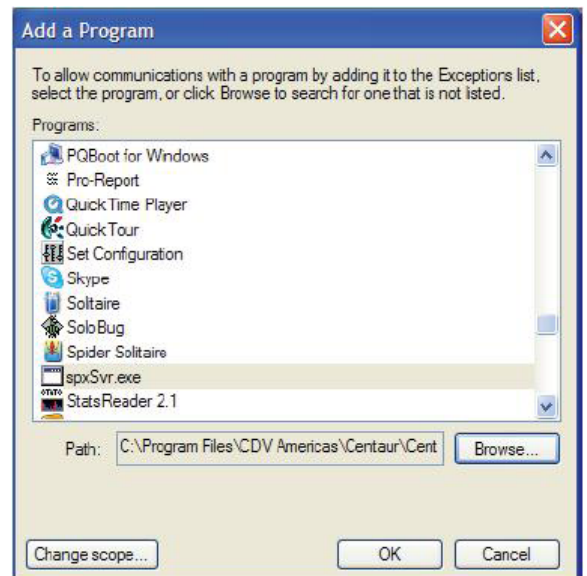 Add a Program
To allow communications with a program by adding it to the Exceptions list,
select the program, or click Browse to search for one that is not listed.
Programs:
PQBoot for Windows
Pro-Report
QuickTime Player
QuickTour
Set Configuration
Skype
Solitaire
SoloBug
Spider Solitaire
spxSvr.exe
StatsReader 2.1
Path: C:\Program Files\CDV Americas\Centaur\Cent Browse...
Change scope... OK Cancel